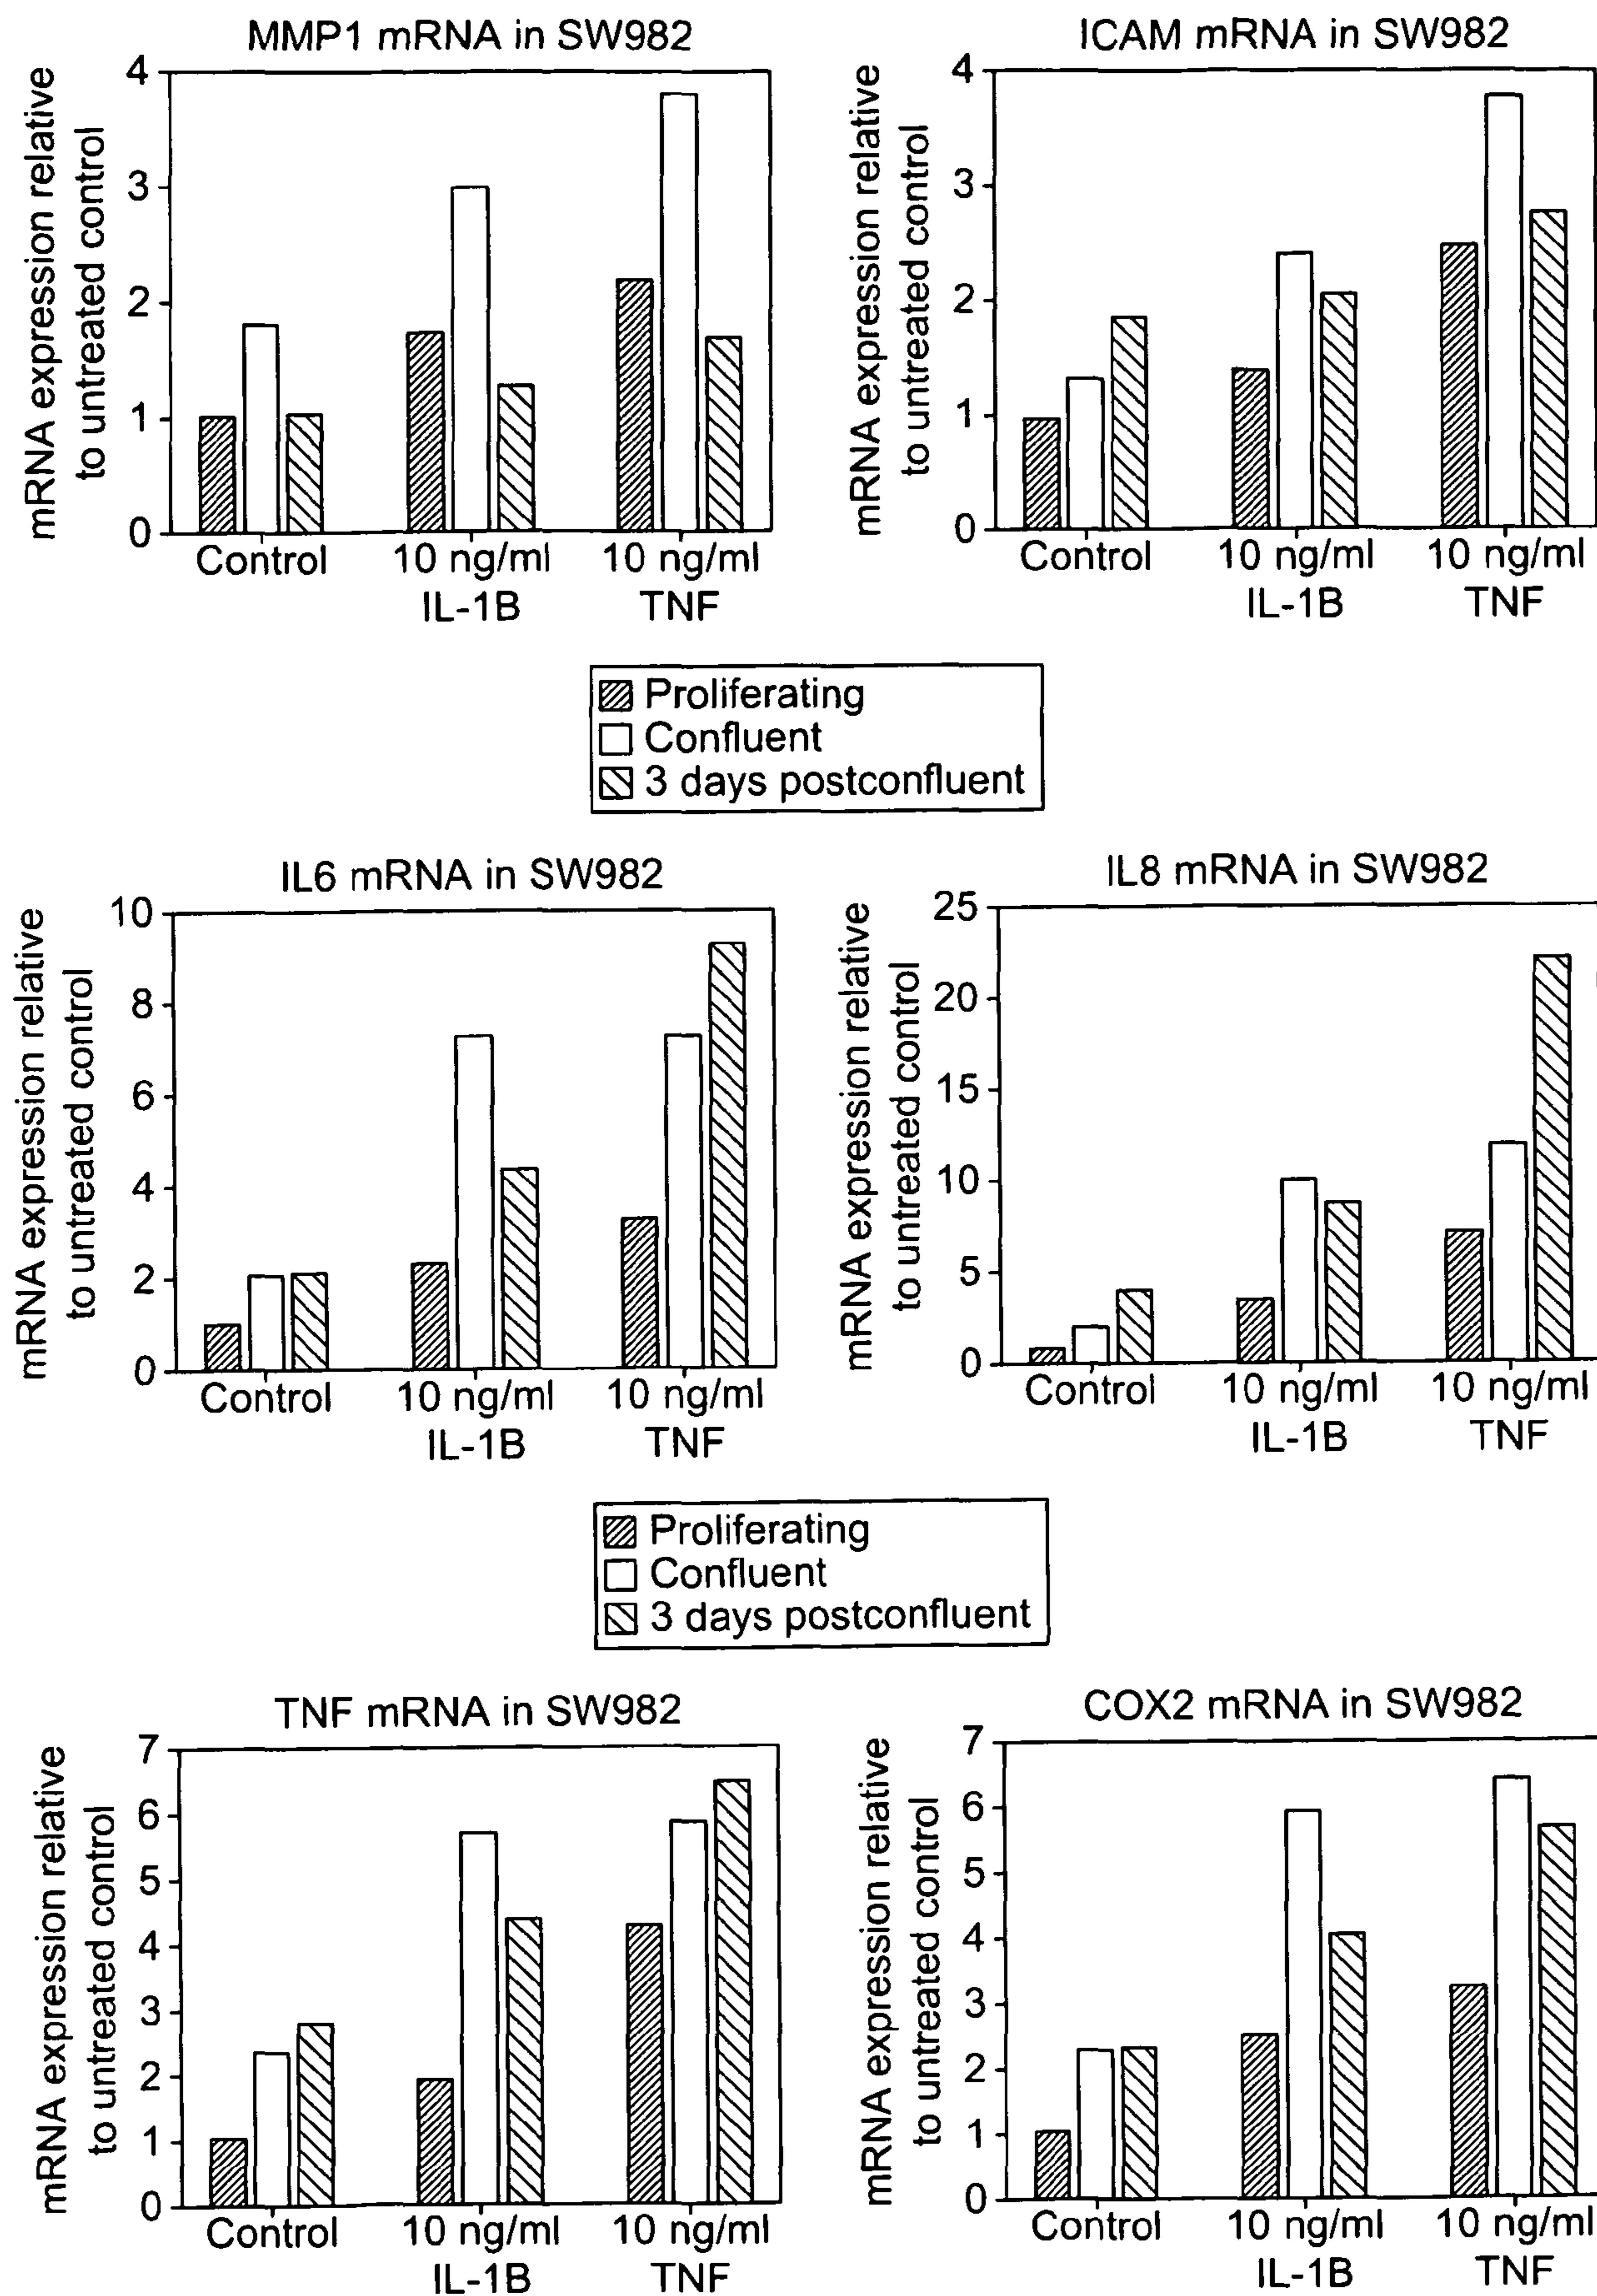 MMP1 mRNA in SW982
mRNA expression relative
to untreated control
4
3
2
1
0
Control
10 ng/ml
IL-1B
10 ng/ml
TNF
ICAM mRNA in SW982
mRNA expression relative
to untreated control
4
3
2
1
0
Control
10 ng/ml
IL-1B
10 ng/ml
TNF
Proliferating
Confluent
3 days postconfluent
IL6 mRNA in SW982
mRNA expression relative
to untreated control
10
8
6
4
2
0
Control
10 ng/ml
IL-1B
10 ng/ml
TNF
IL8 mRNA in SW982
mRNA expression relative
to untreated control
25
20
15
10
5
0
Control
10 ng/ml
IL-1B
10 ng/ml
TNF
Proliferating
Confluent
3 days postconfluent
TNF mRNA in SW982
mRNA expression relative
to untreated control
7
6
5
4
3
2
1
0
Control
10 ng/ml
IL-1B
10 ng/ml
TNF
COX2 mRNA in SW982
mRNA expression relative
to untreated control
7
6
5
4
3
2
1
0
Control
10 ng/ml
IL-1B
10 ng/ml
TNF